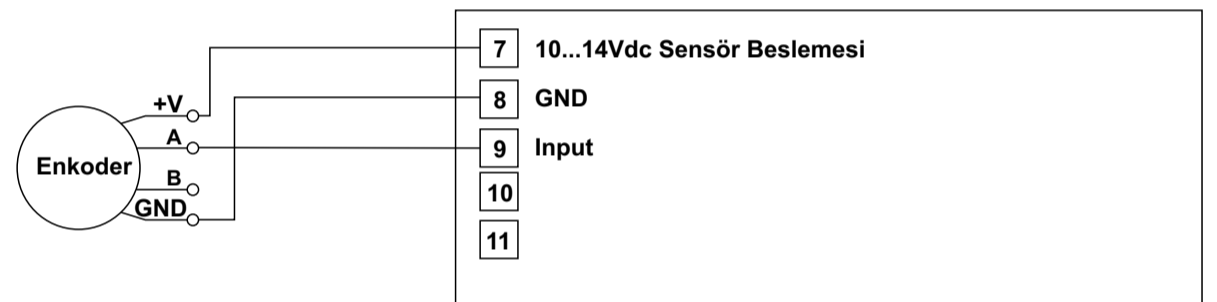 7 10...14Vdc Sensör Beslemesi
+V
8 GND
A
9 Input
Enkoder
B
10
GND
11